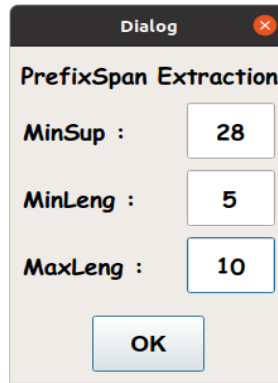 Dialog
PrefixSpan Extraction
MinSup : 28
MinLeng : 5
MaxLeng : 10
OK